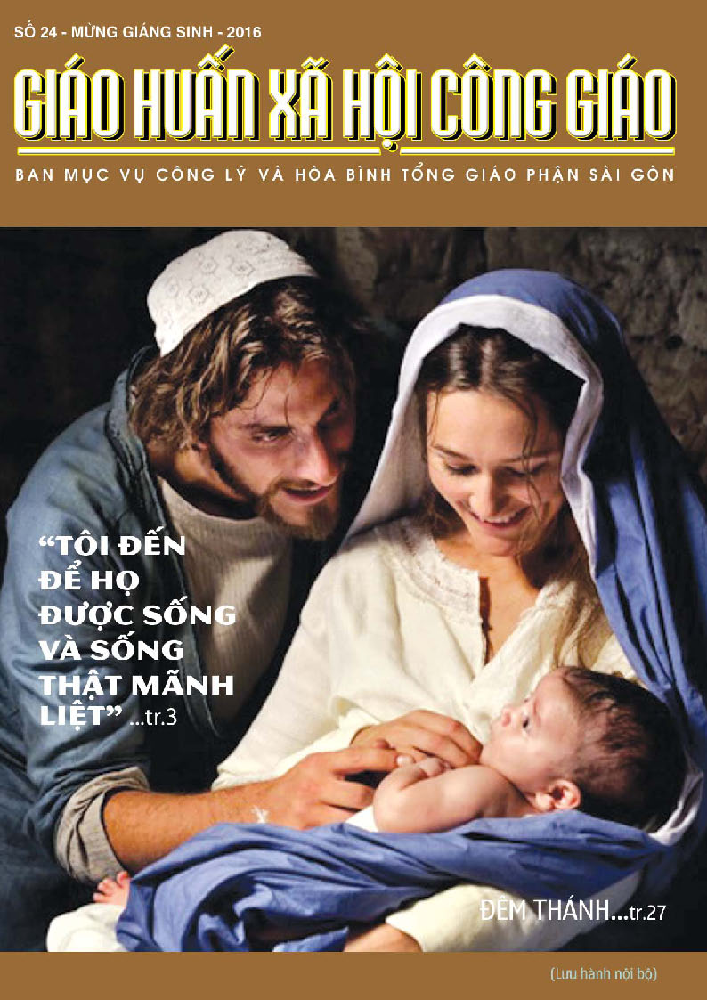 SỐ 24 - MỪNG GIÁNG SINH - 2016
GIÁO HUẤN XÃ HỘI CÔNG GIÁO
BAN MỤC VỤ CÔNG LÝ VÀ HÒA BÌNH TỔNG GIÁO PHẬN SÀI GÒN
“TÔI ĐẾN
ĐỂ HỌ
ĐƯỢC SỐNG
VÀ SỐNG
THẬT MÃNH
LIỆT” ...tr.3
ĐÊM THÁNH...tr.27
(Lưu hành nội bộ)